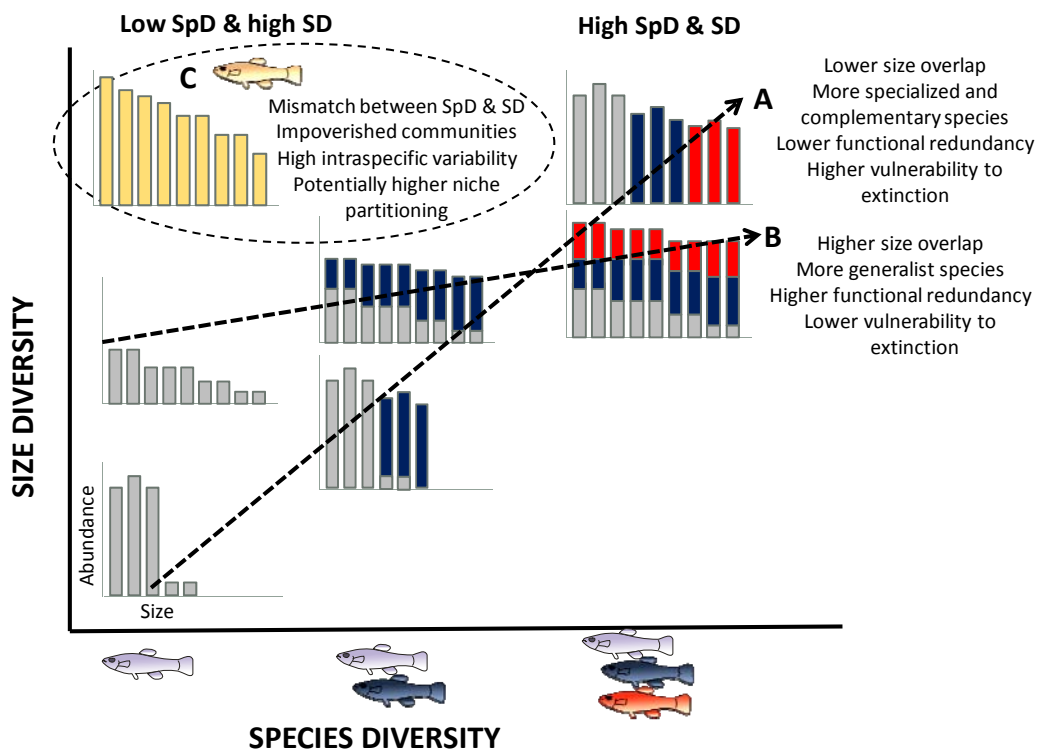 Low SpD & high SD
High SpD & SD
C
Mismatch between SpD & SD
Impoverished communities
High intraspecific variability
Potentially higher niche
partitioning
A
Lower size overlap
More specialized and
complementary species
Lower functional redundancy
Higher vulnerability to
extinction
B
Higher size overlap
More generalist species
Higher functional redundancy
Lower vulnerability to
extinction
SIZE DIVERSITY
Abundance
Size
SPECIES DIVERSITY